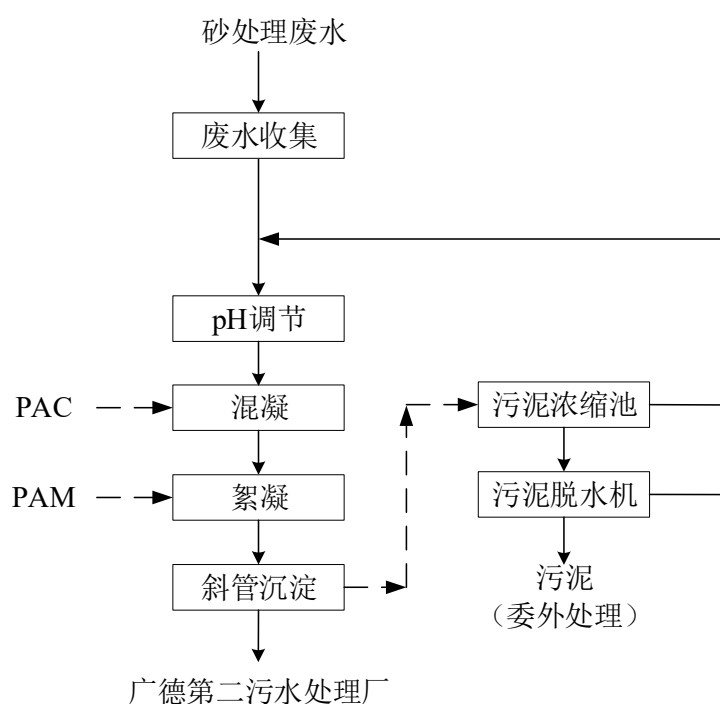 砂处理废水
废水收集
pH调节
PAC
混凝
PAM
絮凝
斜管沉淀
广德第二污水处理厂
污泥浓缩池
污泥脱水机
污泥
（委外处理）